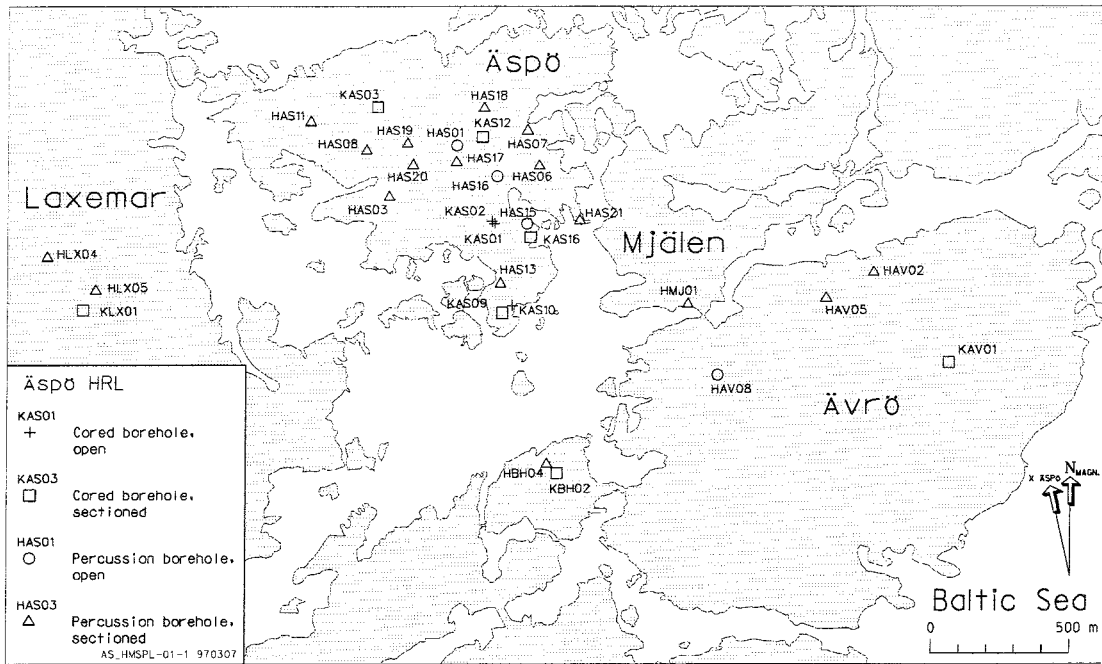 Äspö
KAS03
HAS18
KAS12
HAS11
HAS19
HAS01
HAS08
HAS07
HAS17
HAS20
HAS16
HAS06
HAS03
Laxemar
KAS02
HAS15
HAS21
KAS01
KAS16
Mjälen
HLX04
HAS13
HAV02
HLX05
KAS09
KAS10
HMJ01
HAV05
KLX01
KAV01
HAV08
Ävrö
HBH04
KBH02
Äspö HRL
KAS01
Cored borehole,
open
KAS03
Cored borehole,
sectioned
HAS01
Percussion borehole,
open
HAS03
Percussion borehole,
sectioned
AS_HMSPL-01-1 970307
X ÄSPÖ
N MAGN.
Baltic Sea
0 500 m